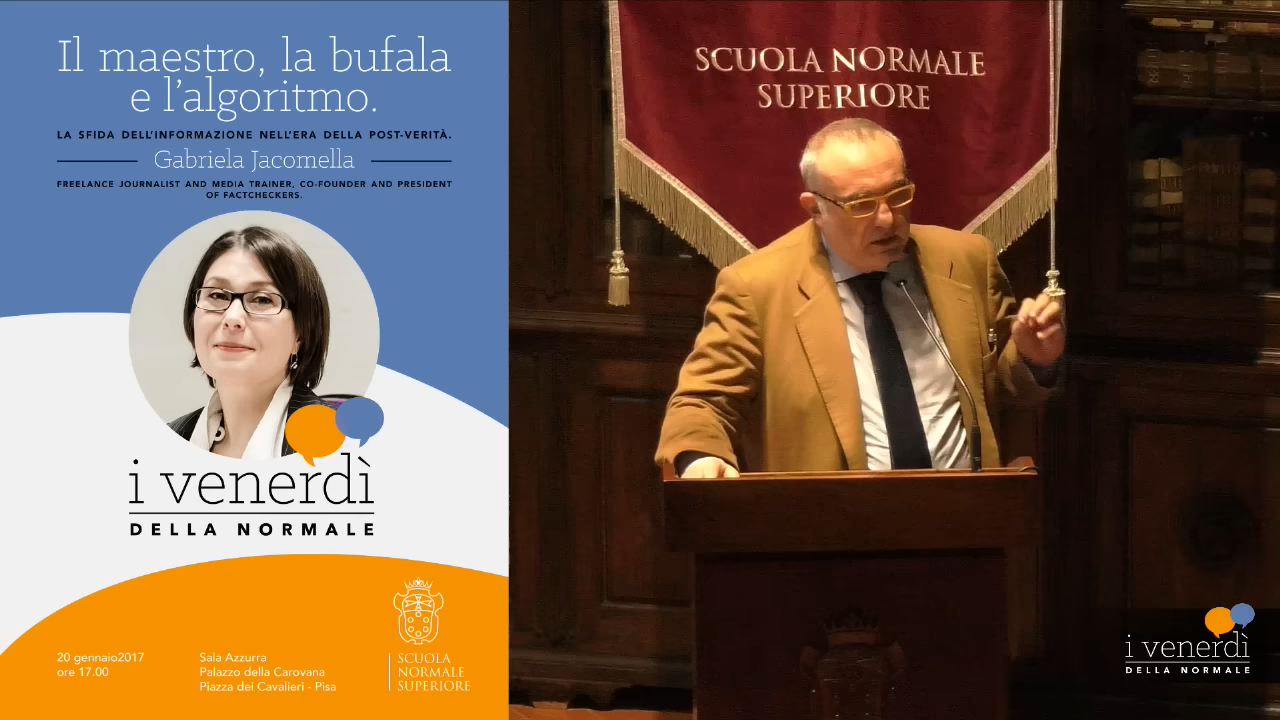 Il maestro, la bufala
e l'algoritmo.
LA SFIDA DELL'INFORMAZIONE NELL'ERA DELLA POST-VERITÀ.
Gabriela Jacomella
FREELANCE JOURNALIST AND MEDIA TRAINER, CO-FOUNDER AND PRESIDENT
OF FACTCHECKERS.
i venerdì
DELLA NORMALE
20 gennaio2017
ore 17.00
Sala Azzurra
Palazzo della Carovana
Piazza dei Cavalieri - Pisa
SCUOLA
NORMALE
SUPERIORE
SCUOLA NORMALE
SUPERIORE
i venerdì
DELLA NORMALE